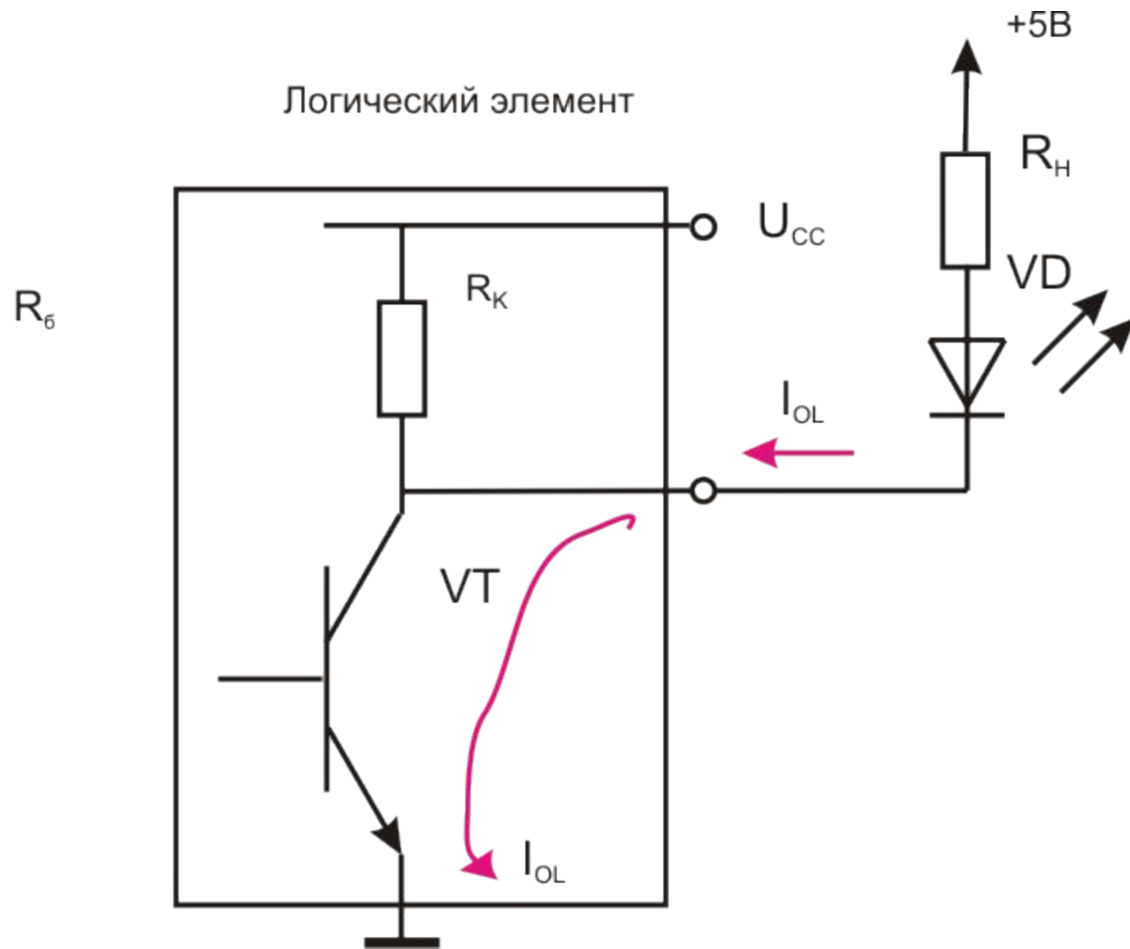 +5В
Логический элемент
Rн
Ucc
VD
Rк
Rб
IOL
VT
IOL